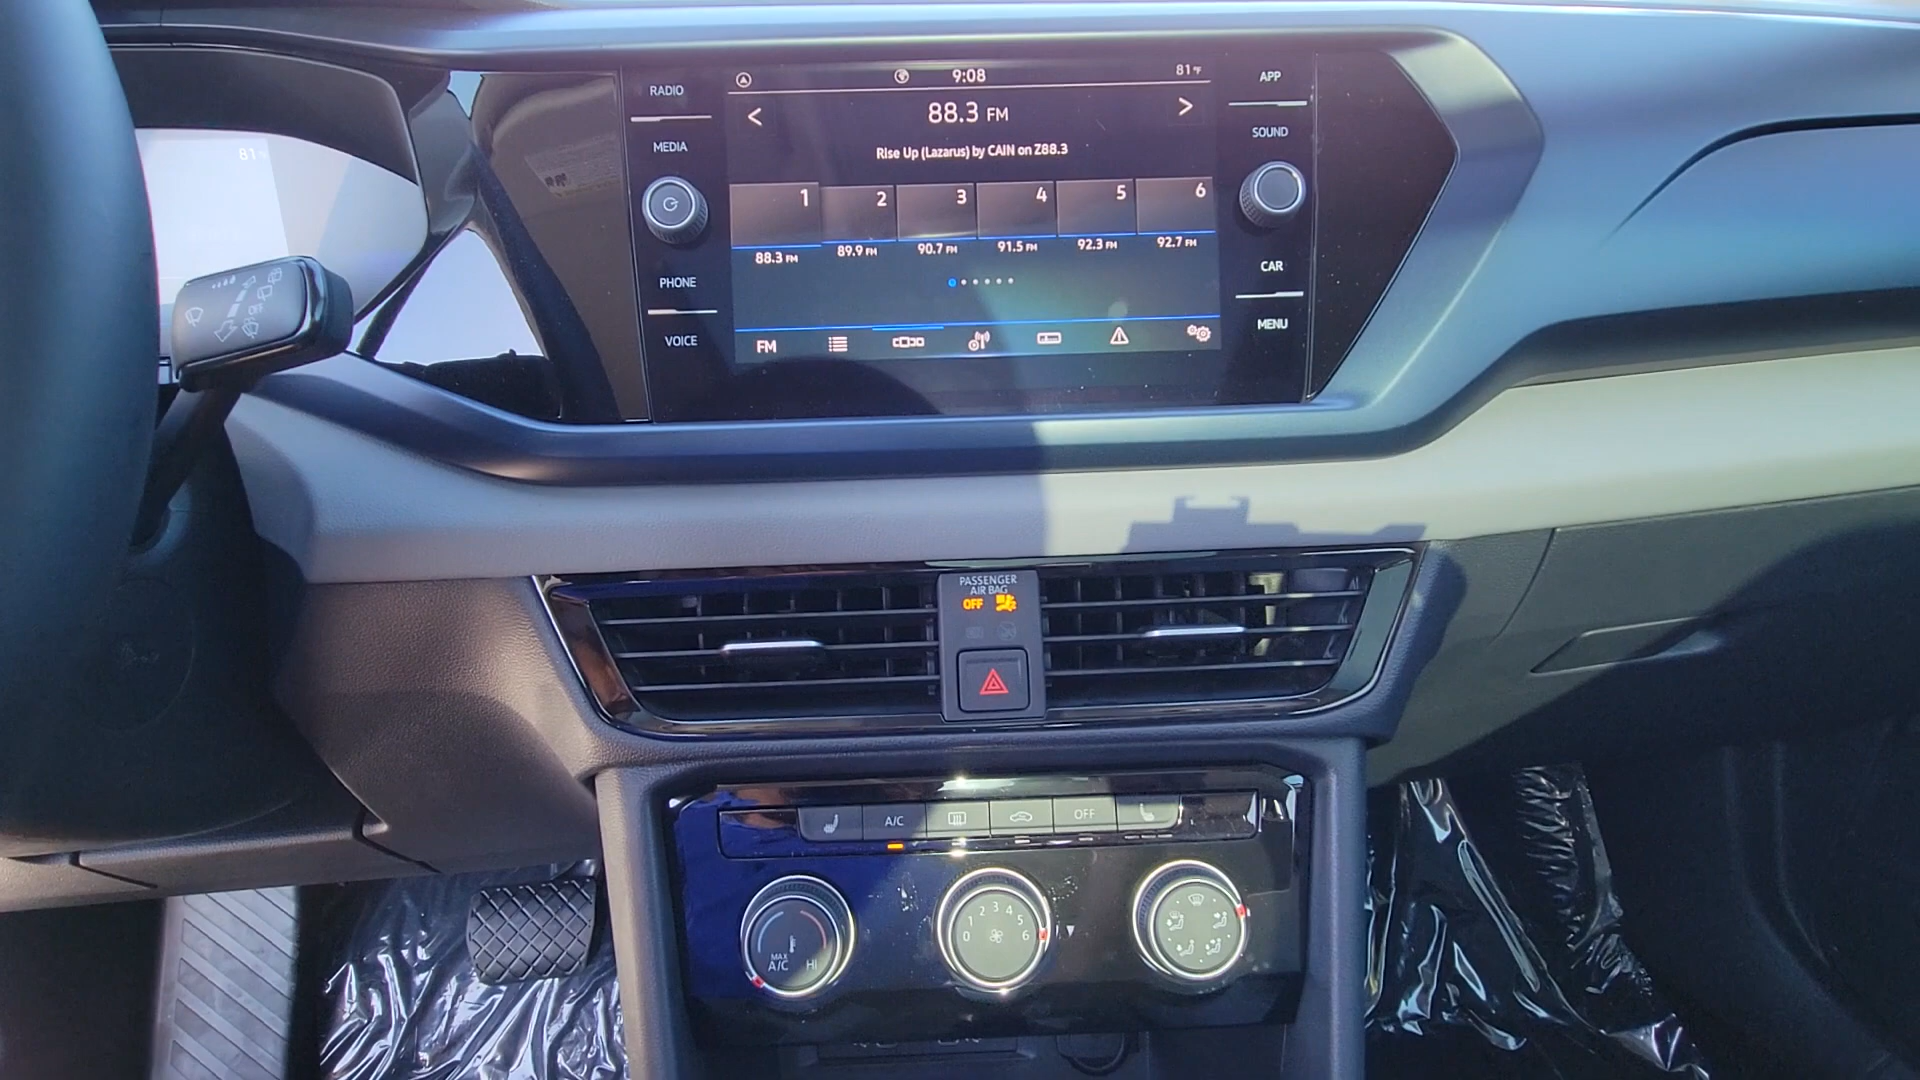 81°F
OFF
RADIO
MEDIA
PHONE
VOICE
9:08
81°F
88.3 FM
Rise Up (Lazarus) by CAIN on Z88.3
1 2 3 4 5 6
88.3 FM 89.9 FM 90.7 FM 91.5 FM 92.3 FM 92.7 FM
FM
APP
SOUND
CAR
MENU
PASSENGER
AIR BAG
OFF
A/C
OFF
MAX
A/C HI
0 1 2 3 4 5 6